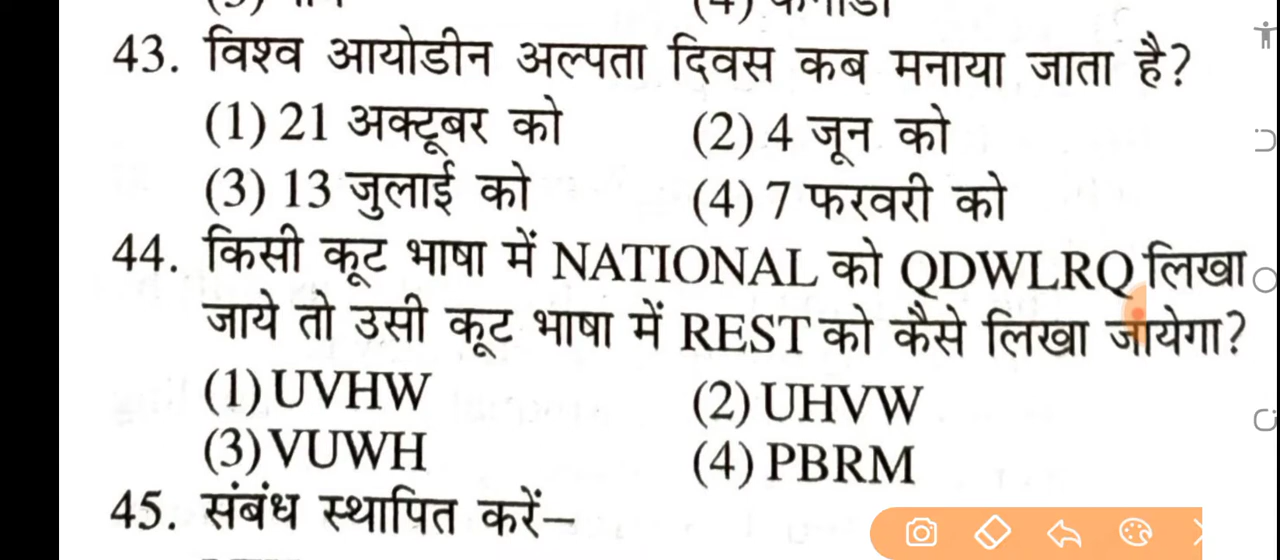 43. विश्व आयोडीन अल्पता दिवस कब मनाया जाता है?
(1) 21 अक्टूबर को (2) 4 जून को
(3) 13 जुलाई को (4) 7 फरवरी को
44. किसी कूट भाषा में NATIONAL को QDWLRQ लिखा
जाये तो उसी कूट भाषा में REST को कैसे लिखा जायेगा?
(1) UVHW (2) UHVW
(3) VUWH (4) PBRM
45. संबंध स्थापित करें–